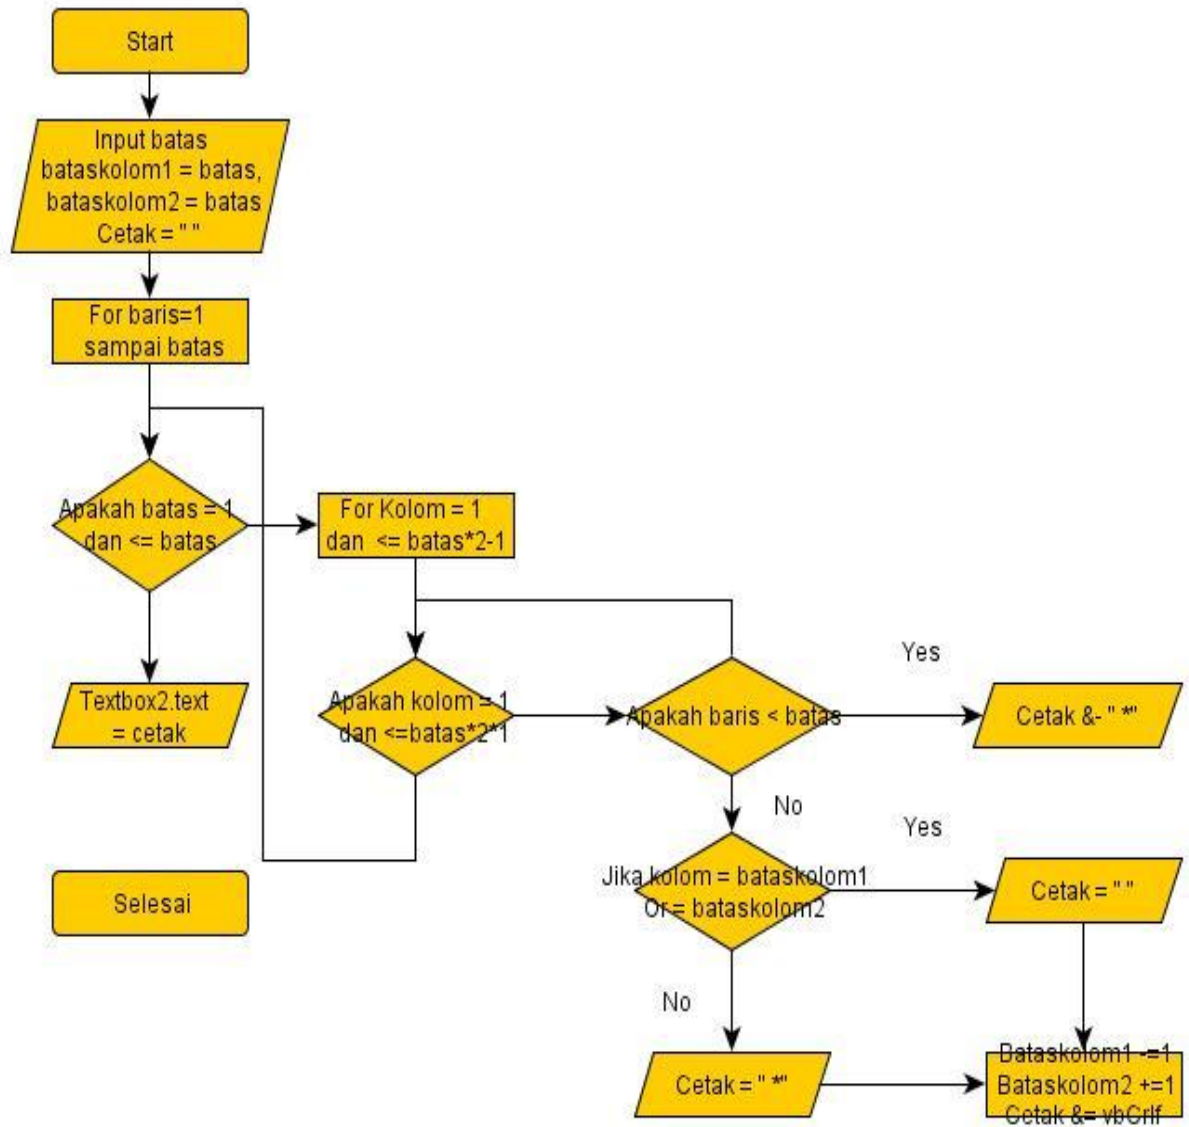 Start
Input batas
bataskolom1 = batas,
bataskolom2 = batas
Cetak = " "
For baris=1
sampai batas
Apakah batas = 1
dan <= batas
For Kolom = 1
dan <= batas*2-1
Textbox2.text
= cetak
Apakah kolom = 1
dan <=batas*2*1
Apakah baris < batas
Yes
Cetak &- " *"
No
Jika kolom = bataskolom1
Or = bataskolom2
Yes
Cetak = " "
Selesai
No
Cetak = " *"
Bataskolom1 -=1
Bataskolom2 +=1
Cetak &= vbCrlf